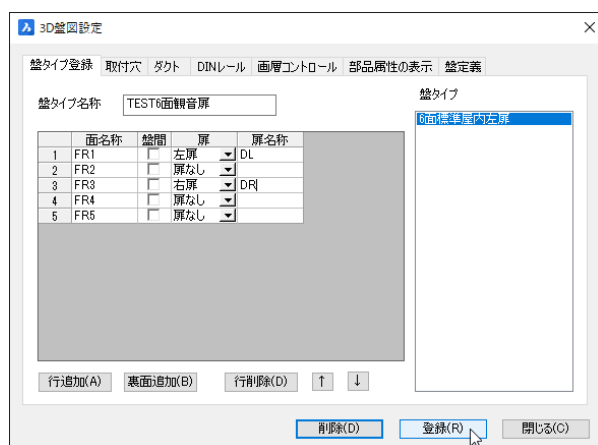 3D盤図設定
盤タイプ登録 取付穴 ダクト DINレール 画層コントロール 部品属性の表示 盤定義
盤タイプ名称 TEST6面観音扉
盤タイプ
6面標準屋内左扉
面名称 盤間 扉 扉名称
1 FR1 左扉 DL
2 FR2 扉なし
3 FR3 右扉 DR
4 FR4 扉なし
5 FR5 扉なし
行追加(A) 裏面追加(B) 行削除(D) ↑ ↓
削除(D) 登録(R) 閉じる(C)